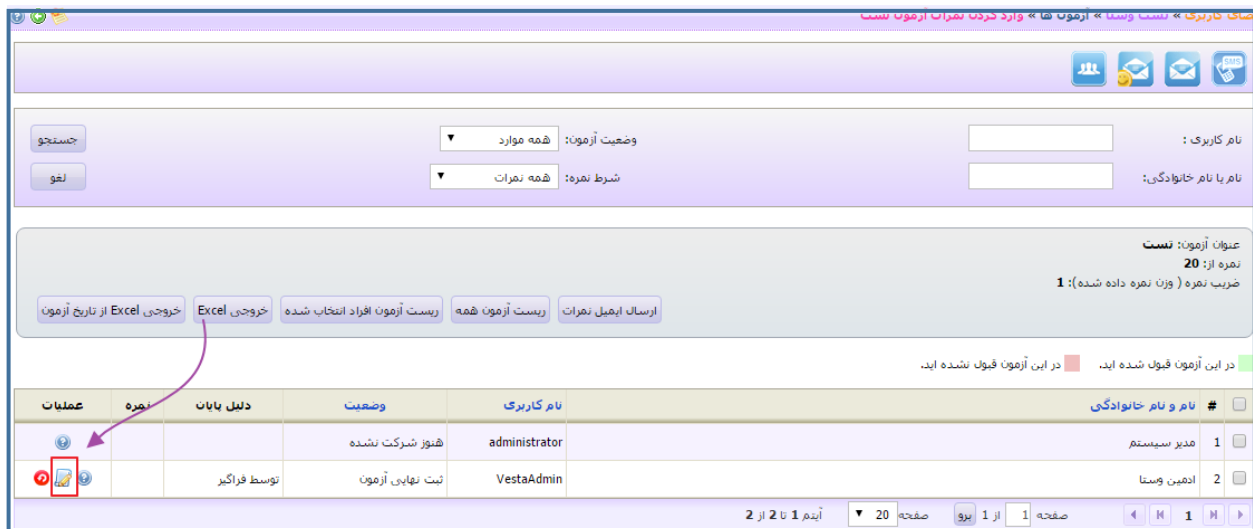 فضای کاربری » تست وستا » آزمون ها » وارد کردن نمرات آزمون تست
SMS
نام کاربری :
وضعیت آزمون: همه موارد
جستجو
نام یا نام خانوادگی:
شرط نمره: همه نمرات
لغو
عنوان آزمون: تست
نمره از: 20
ضریب نمره ( وزن نمره داده شده): 1
ارسال ایمیل نمرات ریست آزمون همه ریست آزمون افراد انتخاب شده خروجی Excel خروجی Excel از تاریخ آزمون
در این آزمون قبول شده اید. در این آزمون قبول نشده اید.
# نام و نام خانوادگی نام کاربری وضعیت دلیل پایان نمره عملیات
1 مدیر سیستم administrator هنوز شرکت نشده
2 ادمین وستا VestaAdmin ثبت نهایی آزمون توسط فراگیر
1 صفحه 1 از 1 برو صفحه 20 آیتم 1 تا 2 از 2